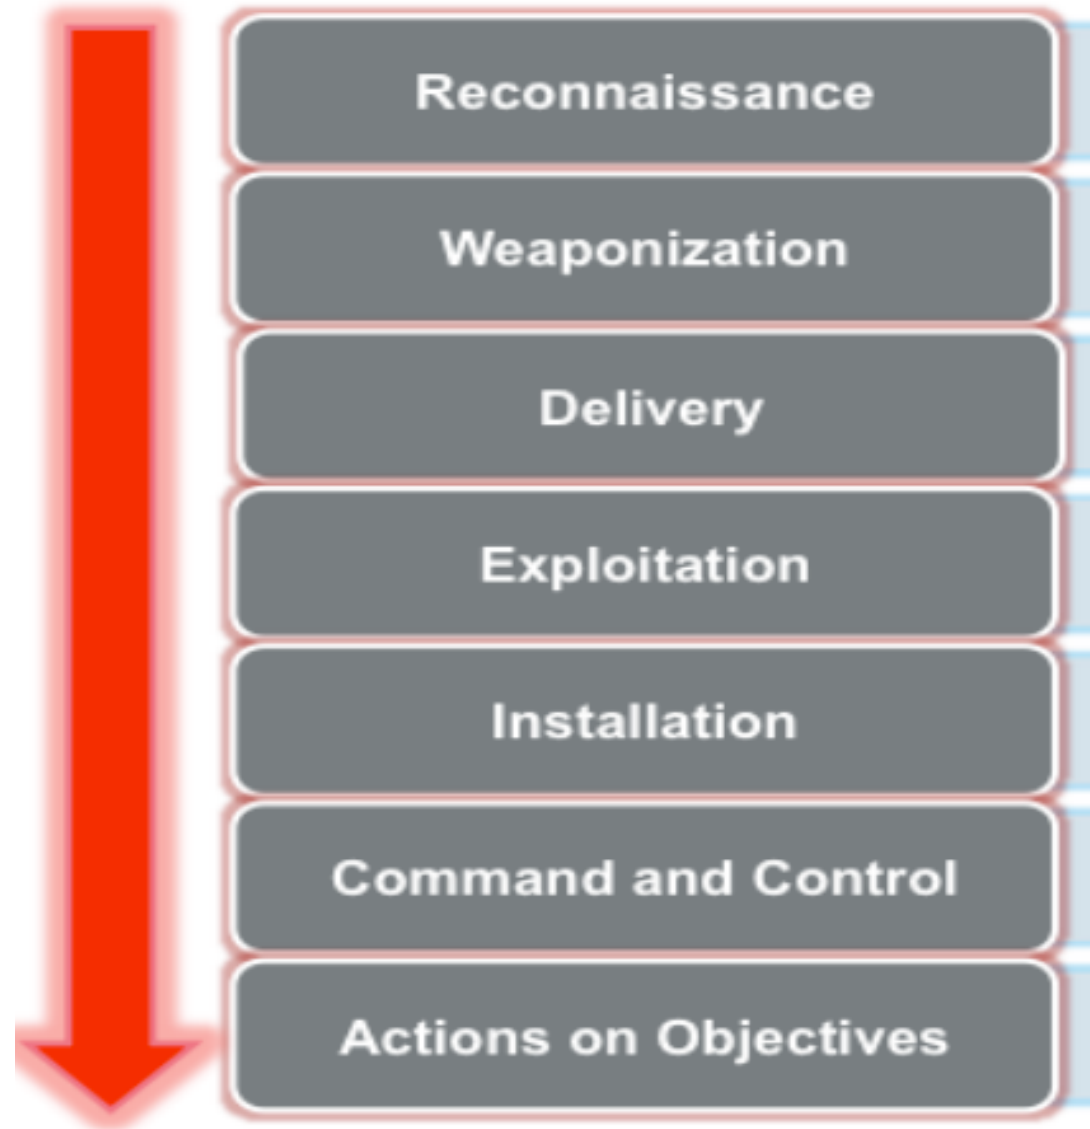 Reconnaissance
Weaponization
Delivery
Exploitation
Installation
Command and Control
Actions on Objectives